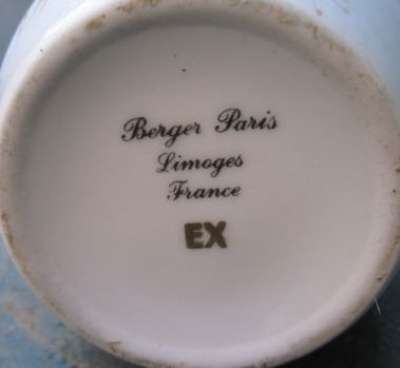 Berger Paris
Limoges
France
EX